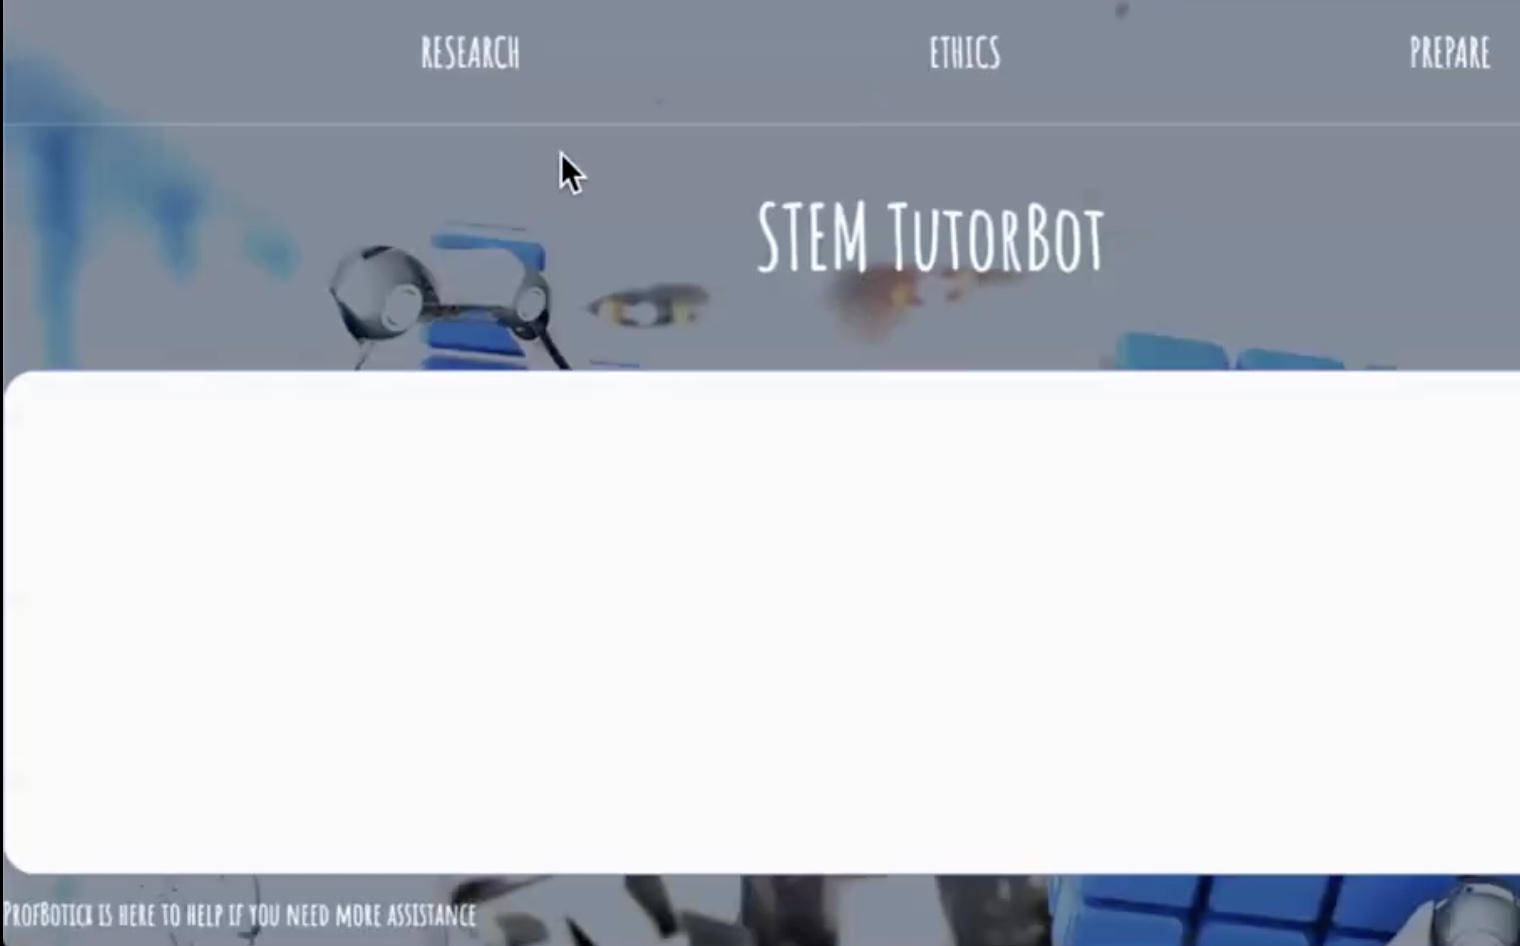 RESEARCH
ETHICS
PREPARE
STEM TutorBot
ProfBotick is here to help if you need more assistance